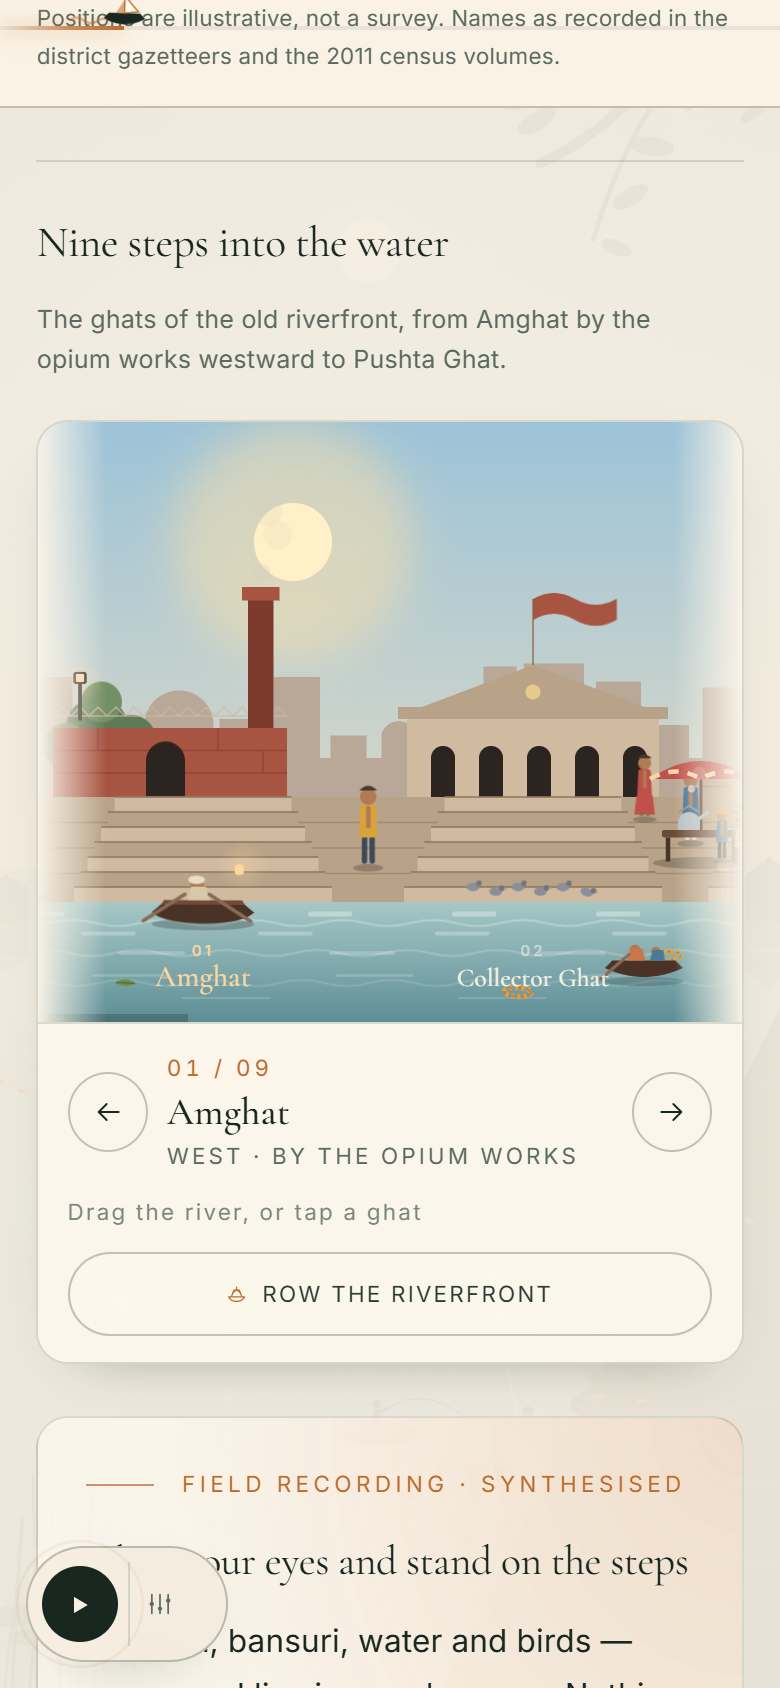 Positions are illustrative, not a survey. Names as recorded in the
district gazetteers and the 2011 census volumes.
Nine steps into the water
The ghats of the old riverfront, from Amghat by the
opium works westward to Pushta Ghat.
01
Amghat
02
Collector Ghat
01 / 09
Amghat
WEST · BY THE OPIUM WORKS
Drag the river, or tap a ghat
ROW THE RIVERFRONT
FIELD RECORDING · SYNTHESISED
your eyes and stand on the steps
bansuri, water and birds —